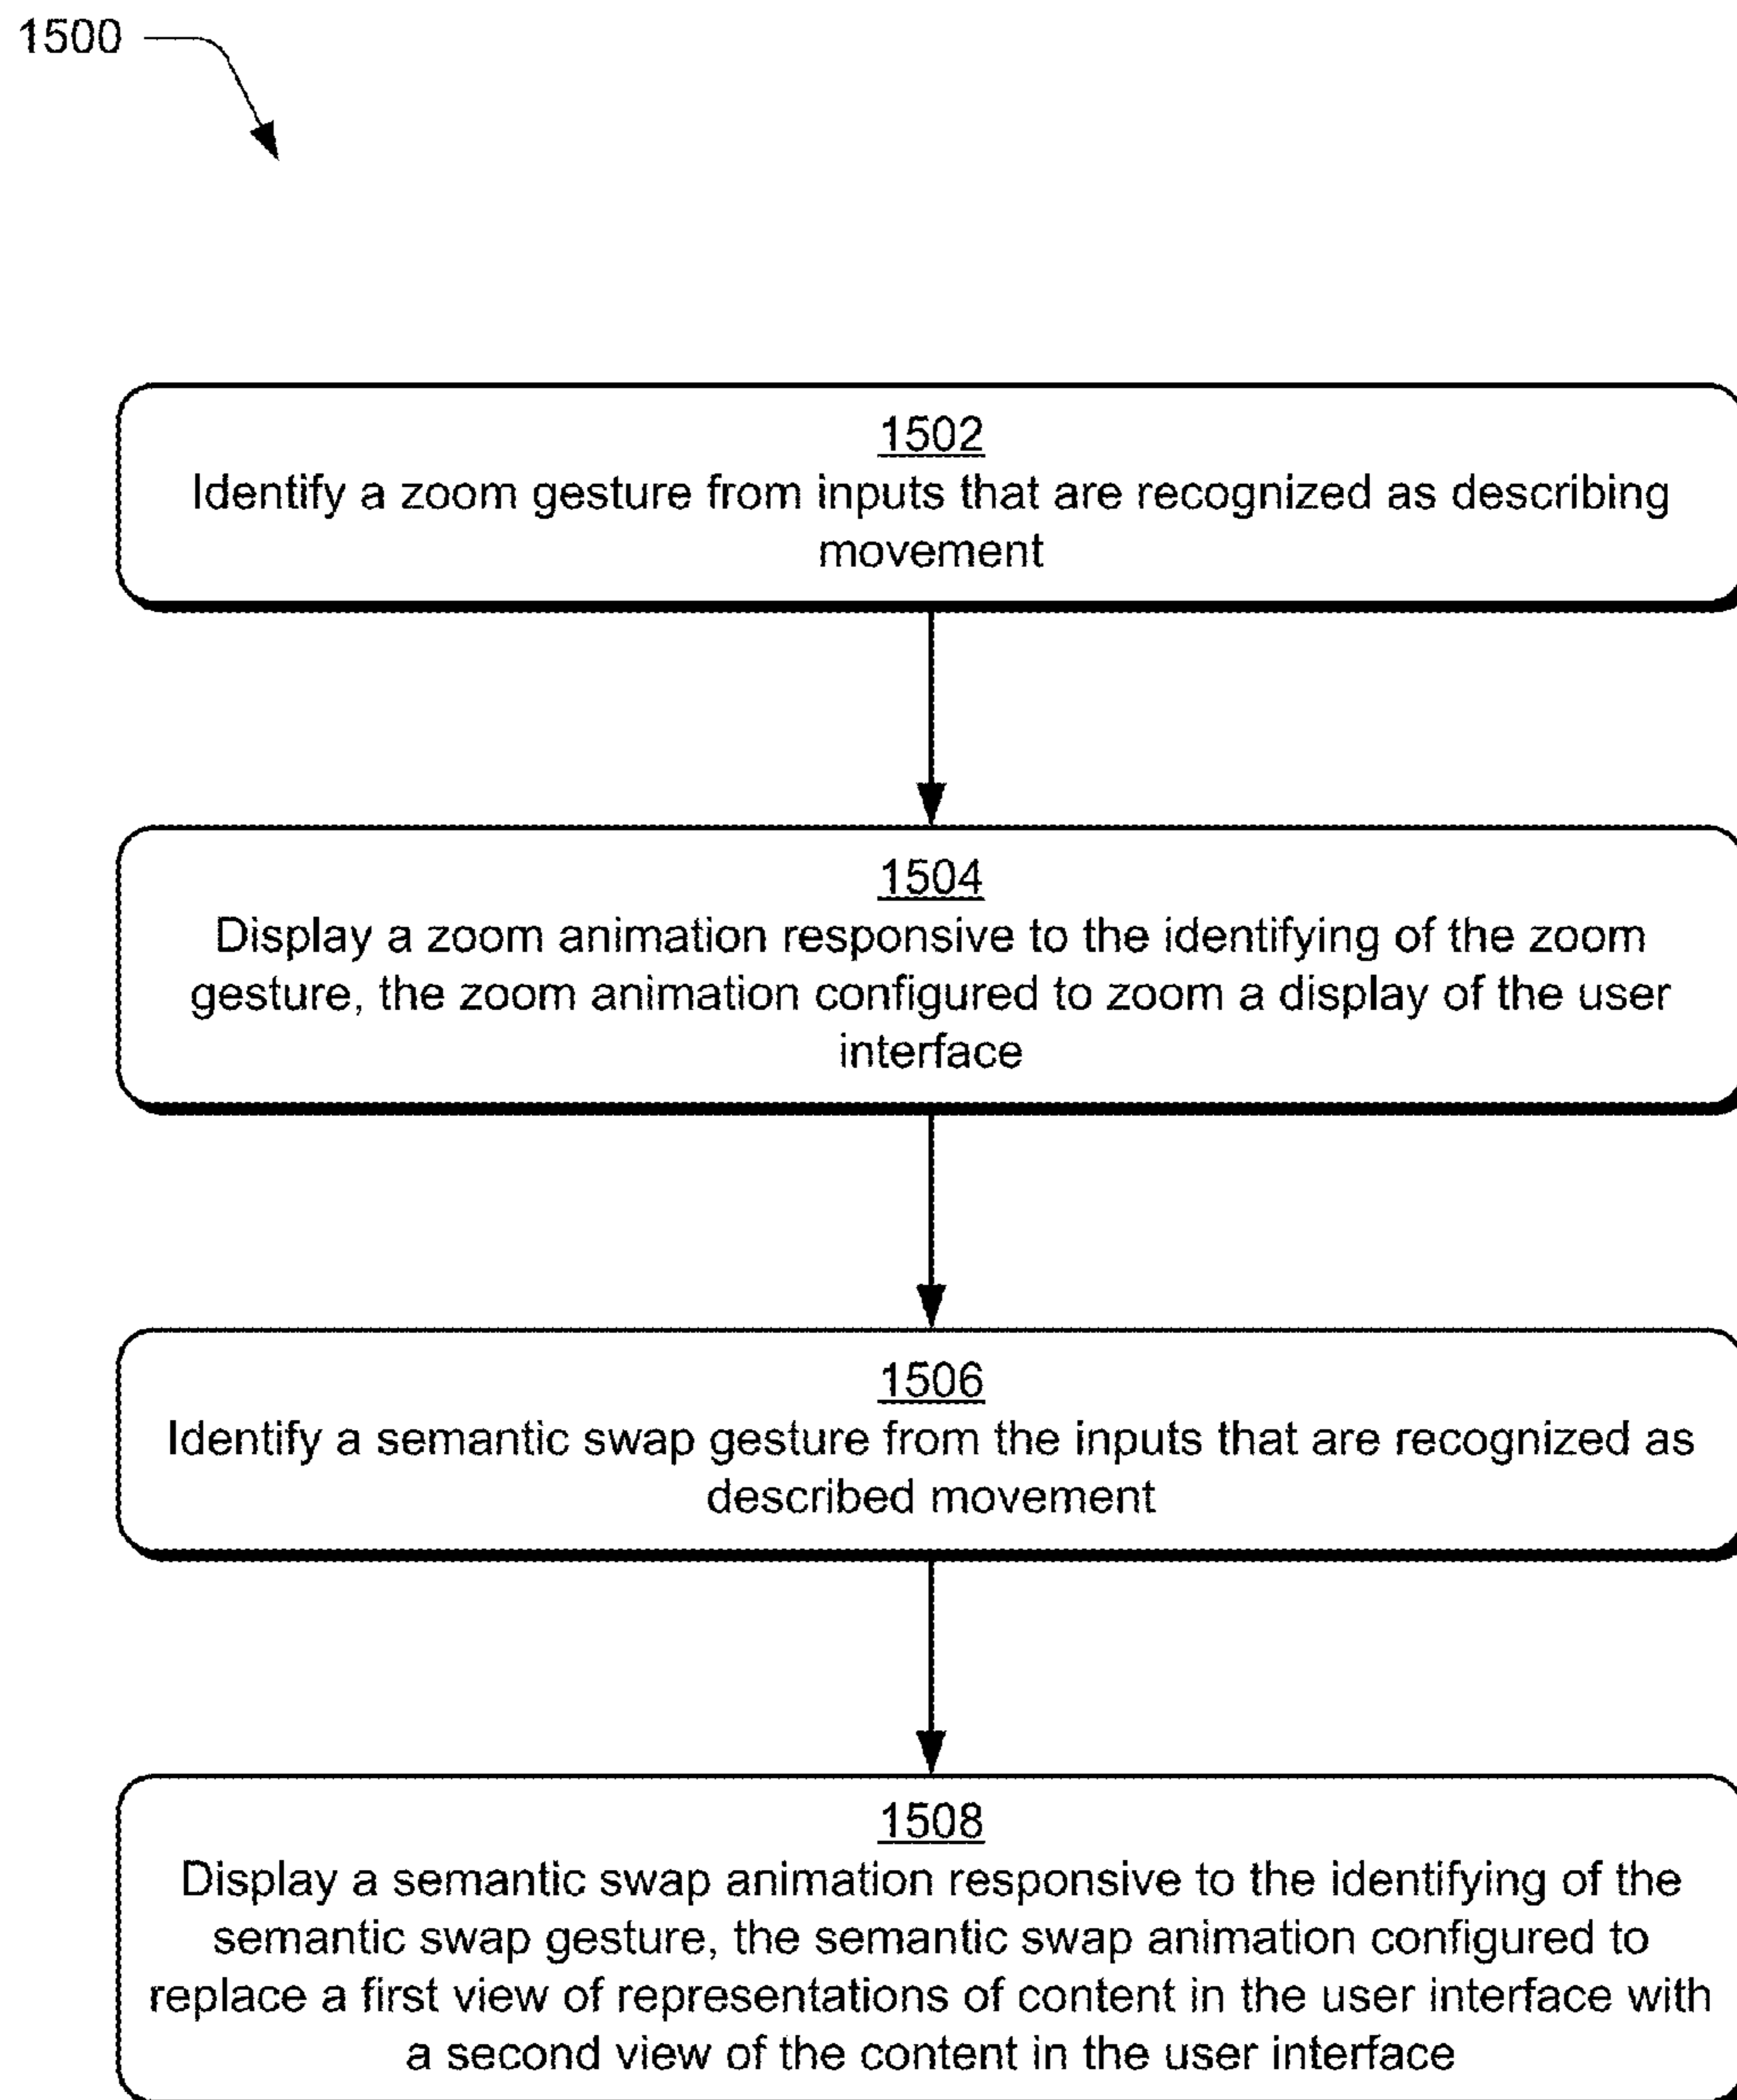 1500
1502
Identify a zoom gesture from inputs that are recognized as describing
movement
1504
Display a zoom animation responsive to the identifying of the zoom
gesture, the zoom animation configured to zoom a display of the user
interface
1506
Identify a semantic swap gesture from the inputs that are recognized as
described movement
1508
Display a semantic swap animation responsive to the identifying of the
semantic swap gesture, the semantic swap animation configured to
replace a first view of representations of content in the user interface with
a second view of the content in the user interface